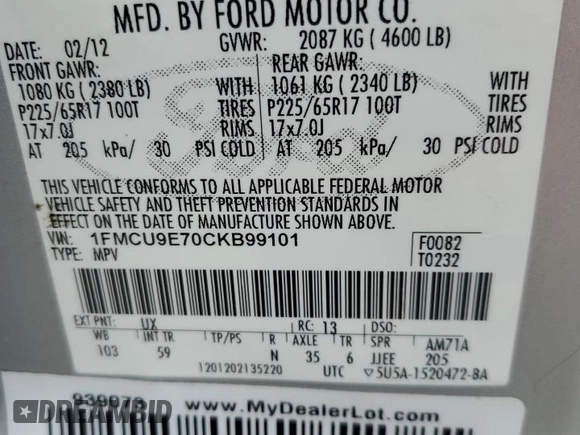 MFD. BY FORD MOTOR CO.
DATE: 02/12 GVWR: 2087 KG ( 4600 LB)
FRONT GAWR: REAR GAWR:
1080 KG ( 2380 LB) WITH 1061 KG ( 2340 LB) WITH
P225/65R17 100T TIRES P225/65R17 100T TIRES
17x7.0J RIMS 17x7.0J RIMS
AT 205 kPa/ 30 PSI COLD AT 205 kPa/ 30 PSI COLD
Ford
THIS VEHICLE CONFORMS TO ALL APPLICABLE FEDERAL MOTOR
VEHICLE SAFETY AND THEFT PREVENTION STANDARDS IN
EFFECT ON THE DATE OF MANUFACTURE SHOWN ABOVE.
VIN: 1FMCU9E70CKB99101 F0082
TYPE: MPV T0232
EXT PNT: UX RC: 13 DSO:
WB INT TR TP/PS R AXLE TR SPR AM71A
103 59 N 35 6 JJEE 205
1201202135220 UTC ▽5U5A-1520472-BA
www.MyDealerLot.com
DEALERCLUB